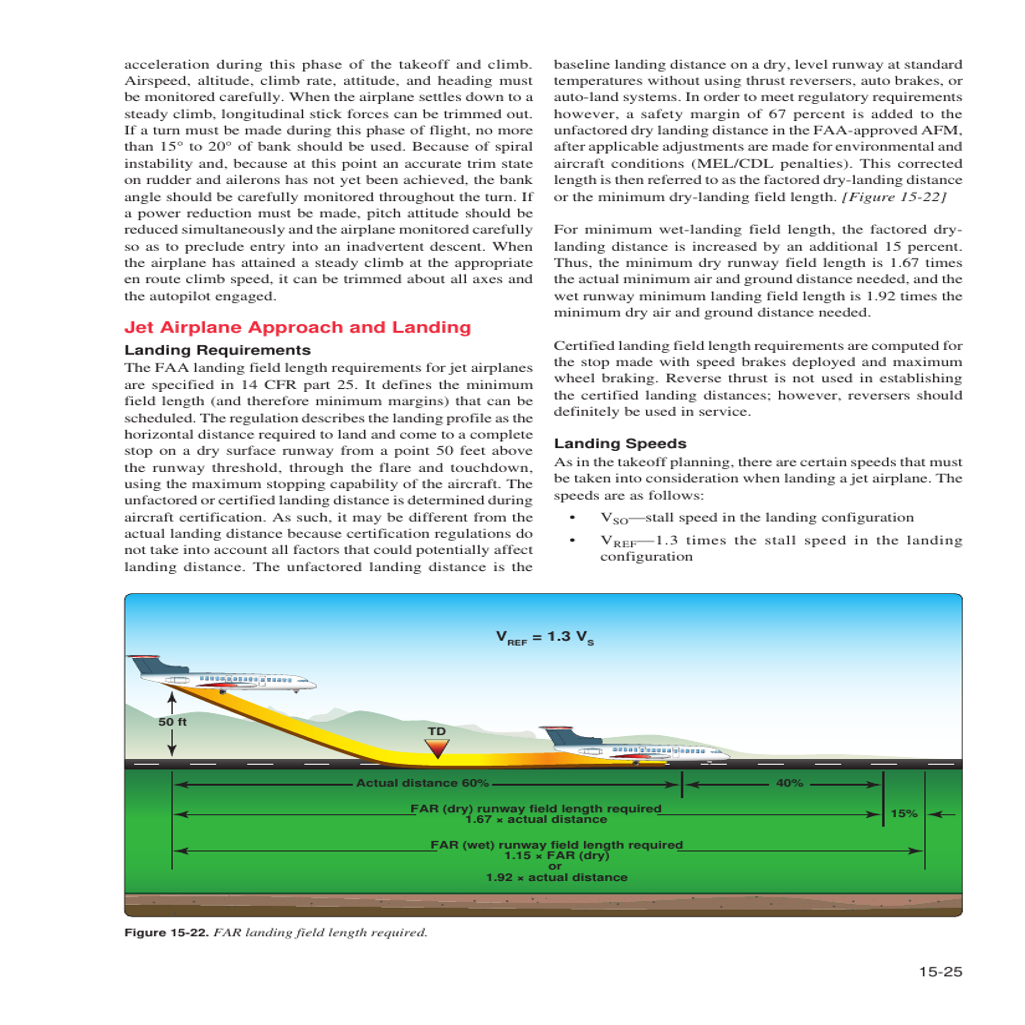 acceleration during this phase of the takeoff and climb.
Airspeed, altitude, climb rate, attitude, and heading must
be monitored carefully. When the airplane settles down to a
steady climb, longitudinal stick forces can be trimmed out.
If a turn must be made during this phase of flight, no more
than 15° to 20° of bank should be used. Because of spiral
instability and, because at this point an accurate trim state
on rudder and ailerons has not yet been achieved, the bank
angle should be carefully monitored throughout the turn. If
a power reduction must be made, pitch attitude should be
reduced simultaneously and the airplane monitored carefully
so as to preclude entry into an inadvertent descent. When
the airplane has attained a steady climb at the appropriate
en route climb speed, it can be trimmed about all axes and
the autopilot engaged.
Jet Airplane Approach and Landing
Landing Requirements
The FAA landing field length requirements for jet airplanes
are specified in 14 CFR part 25. It defines the minimum
field length (and therefore minimum margins) that can be
scheduled. The regulation describes the landing profile as the
horizontal distance required to land and come to a complete
stop on a dry surface runway from a point 50 feet above
the runway threshold, through the flare and touchdown,
using the maximum stopping capability of the aircraft. The
unfactored or certified landing distance is determined during
aircraft certification. As such, it may be different from the
actual landing distance because certification regulations do
not take into account all factors that could potentially affect
landing distance. The unfactored landing distance is the
baseline landing distance on a dry, level runway at standard
temperatures without using thrust reversers, auto brakes, or
auto-land systems. In order to meet regulatory requirements
however, a safety margin of 67 percent is added to the
unfactored dry landing distance in the FAA-approved AFM,
after applicable adjustments are made for environmental and
aircraft conditions (MEL/CDL penalties). This corrected
length is then referred to as the factored dry-landing distance
or the minimum dry-landing field length. [Figure 15-22]
For minimum wet-landing field length, the factored dry-
landing distance is increased by an additional 15 percent.
Thus, the minimum dry runway field length is 1.67 times
the actual minimum air and ground distance needed, and the
wet runway minimum landing field length is 1.92 times the
minimum dry air and ground distance needed.
Certified landing field length requirements are computed for
the stop made with speed brakes deployed and maximum
wheel braking. Reverse thrust is not used in establishing
the certified landing distances; however, reversers should
definitely be used in service.
Landing Speeds
As in the takeoff planning, there are certain speeds that must
be taken into consideration when landing a jet airplane. The
speeds are as follows:
• VSO—stall speed in the landing configuration
• VREF—1.3 times the stall speed in the landing
configuration
VREF = 1.3 VS
50 ft
TD
Actual distance 60%
40%
FAR (dry) runway field length required
1.67 × actual distance
15%
FAR (wet) runway field length required
1.15 × FAR (dry)
or
1.92 × actual distance
Figure 15-22. FAR landing field length required.
15-25